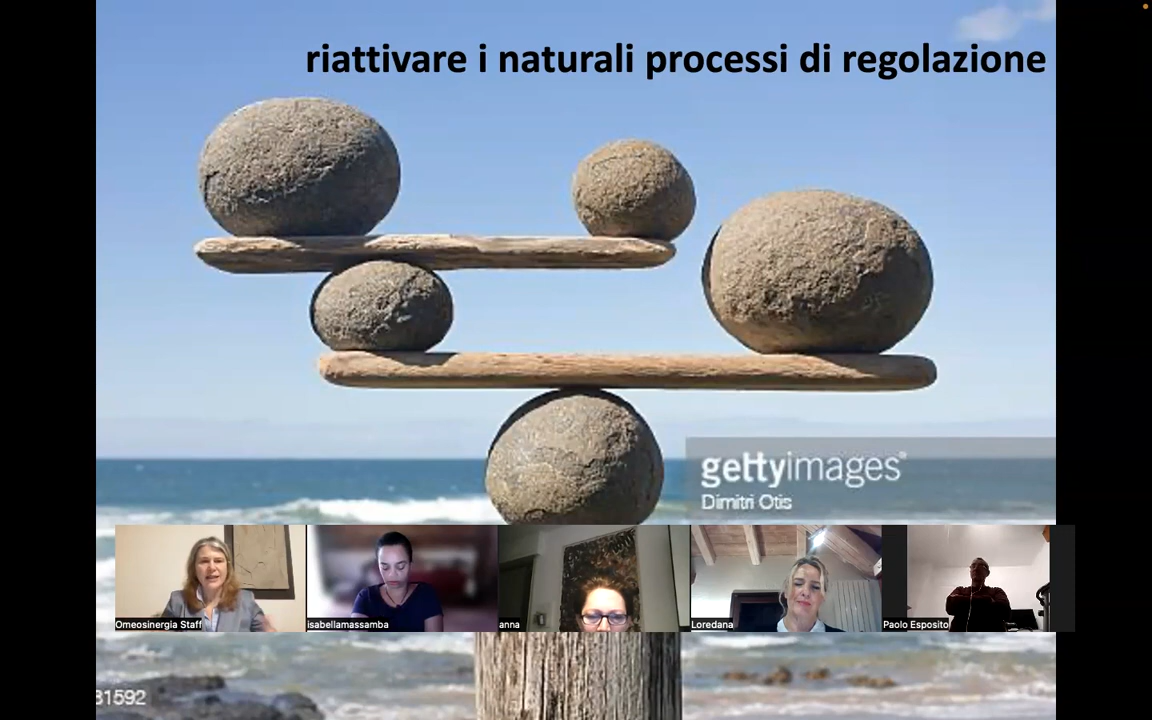 riattivare i naturali processi di regolazione
gettyimages®
Dimitri Otis
Omeosinergia Staff
isabellamassamba
anna
Loredana
Paolo Esposito
31592